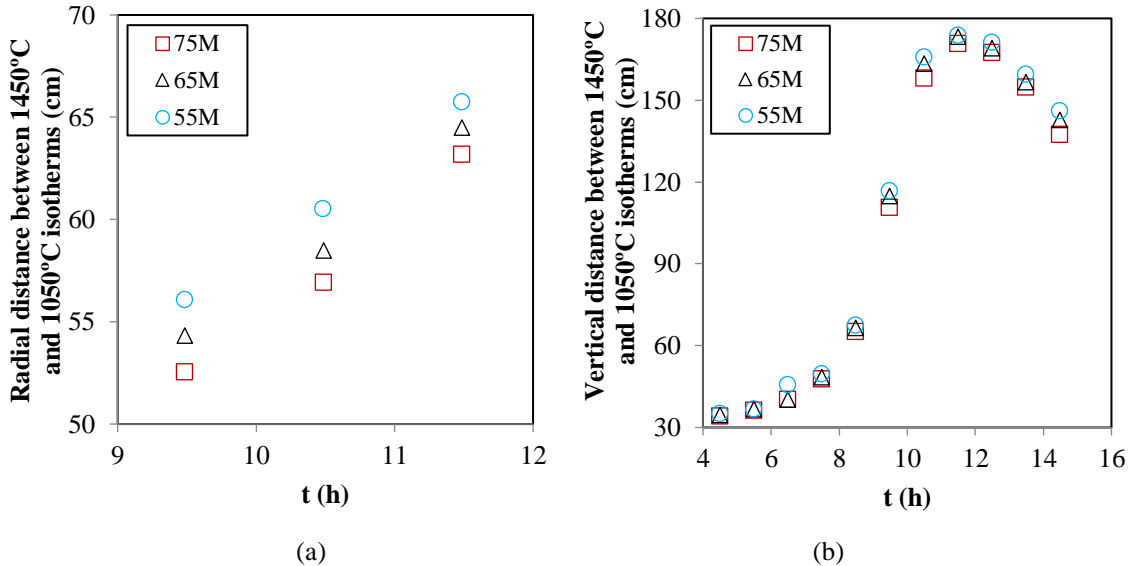 Radial distance between 1450ºC
and 1050ºC isotherms (cm)
70
65
60
55
50
75M
65M
55M
9
10
11
12
t (h)
(a)
Vertical distance between 1450ºC
and 1050ºC isotherms (cm)
180
150
120
90
60
30
75M
65M
55M
4
6
8
10
12
14
16
t (h)
(b)